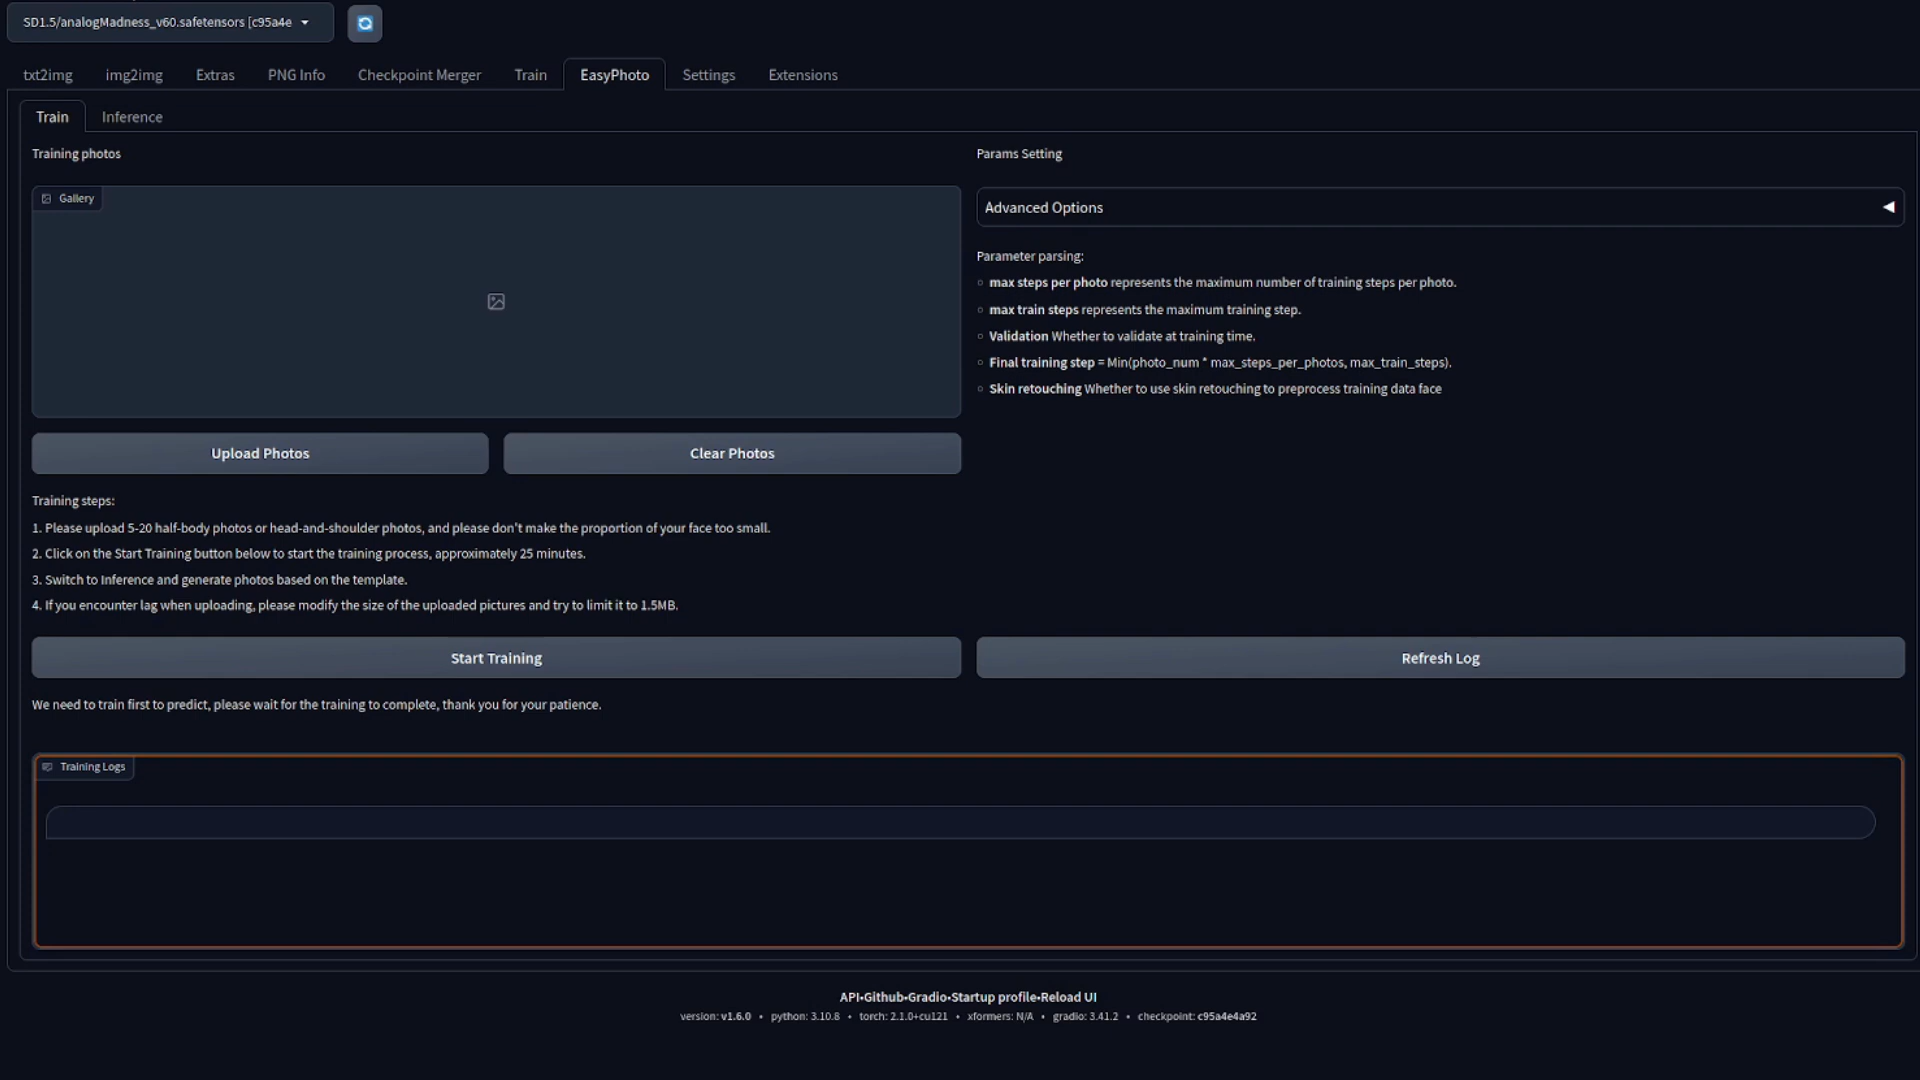 SD1.5/analogMadness_v60.safetensors [c95a4e
txt2img img2img Extras PNG Info Checkpoint Merger Train EasyPhoto Settings Extensions
Train Inference
Training photos
Gallery
Upload Photos Clear Photos
Training steps:
1. Please upload 5-20 half-body photos or head-and-shoulder photos, and please don't make the proportion of your face too small.
2. Click on the Start Training button below to start the training process, approximately 25 minutes.
3. Switch to Inference and generate photos based on the template.
4. If you encounter lag when uploading, please modify the size of the uploaded pictures and try to limit it to 1.5MB.
Params Setting
Advanced Options
Parameter parsing:
max steps per photo represents the maximum number of training steps per photo.
max train steps represents the maximum training step.
Validation Whether to validate at training time.
Final training step = Min(photo_num * max_steps_per_photos, max_train_steps).
Skin retouching Whether to use skin retouching to preprocess training data face
Start Training Refresh Log
We need to train first to predict, please wait for the training to complete, thank you for your patience.
Training Logs
API•Github•Gradio•Startup profile•Reload UI
version: v1.6.0 • python: 3.10.8 • torch: 2.1.0+cu121 • xformers: N/A • gradio: 3.41.2 • checkpoint: c95a4e4a92